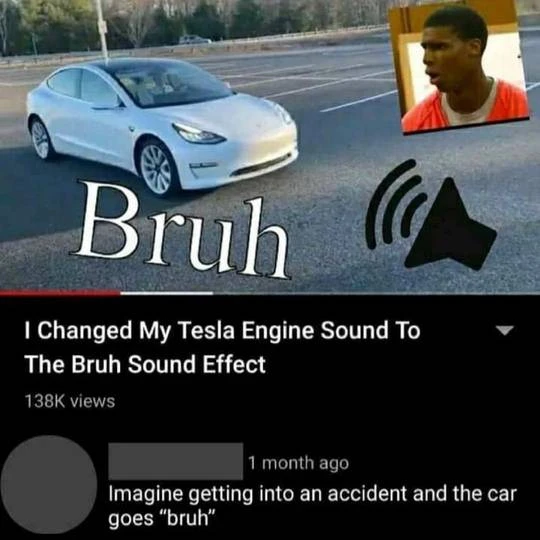 Bruh
I Changed My Tesla Engine Sound To
The Bruh Sound Effect
138K views
1 month ago
Imagine getting into an accident and the car
goes “bruh”